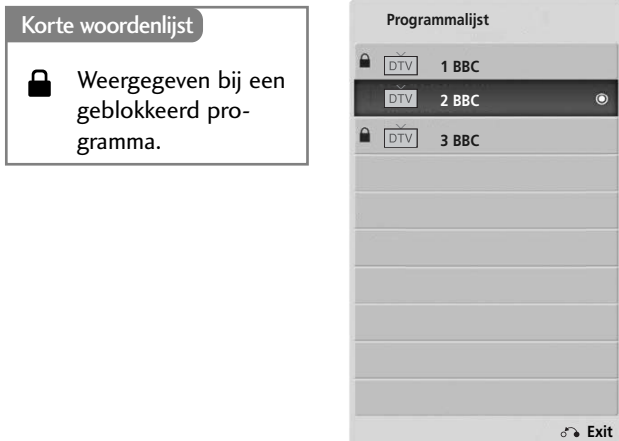 Korte woordenlijst
Weergegeven bij een
geblokkeerd pro-
gramma.
Programmalijst
DTV 1 BBC
DTV 2 BBC
DTV 3 BBC
Exit